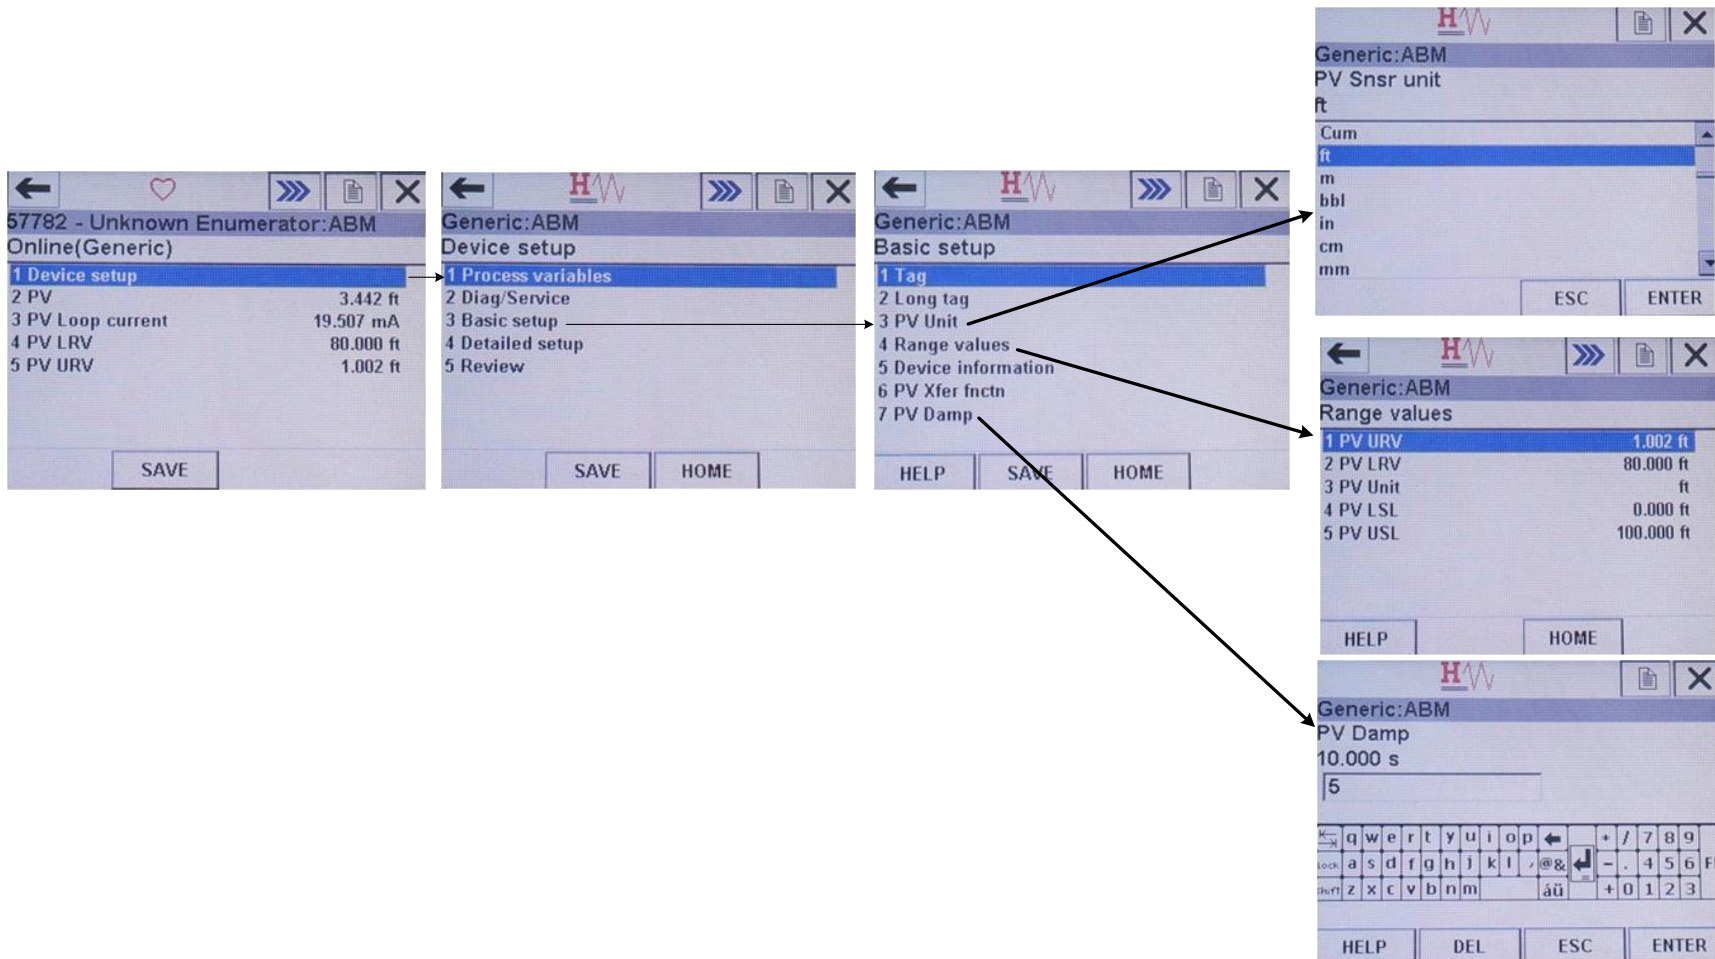 57782 - Unknown Enumerator:ABM
Online(Generic)
1 Device setup
2 PV 3.442 ft
3 PV Loop current 19.507 mA
4 PV LRV 80.000 ft
5 PV URV 1.002 ft
SAVE
H
Generic:ABM
Device setup
1 Process variables
2 Diag/Service
3 Basic setup
4 Detailed setup
5 Review
SAVE HOME
H
Generic:ABM
Basic setup
1 Tag
2 Long tag
3 PV Unit
4 Range values
5 Device information
6 PV Xfer fnctn
7 PV Damp
HELP SAVE HOME
H
Generic:ABM
PV Snsr unit
ft
Cum
ft
m
bbl
in
cm
mm
ESC ENTER
H
Generic:ABM
Range values
1 PV URV 1.002 ft
2 PV LRV 80.000 ft
3 PV Unit ft
4 PV LSL 0.000 ft
5 PV USL 100.000 ft
HELP HOME
H
Generic:ABM
PV Damp
10.000 s
5
q w e r t y u i o p + / 7 8 9
a s d f g h j k l , @& - . 4 5 6
z x c v b n m áü + 0 1 2 3
HELP DEL ESC ENTER